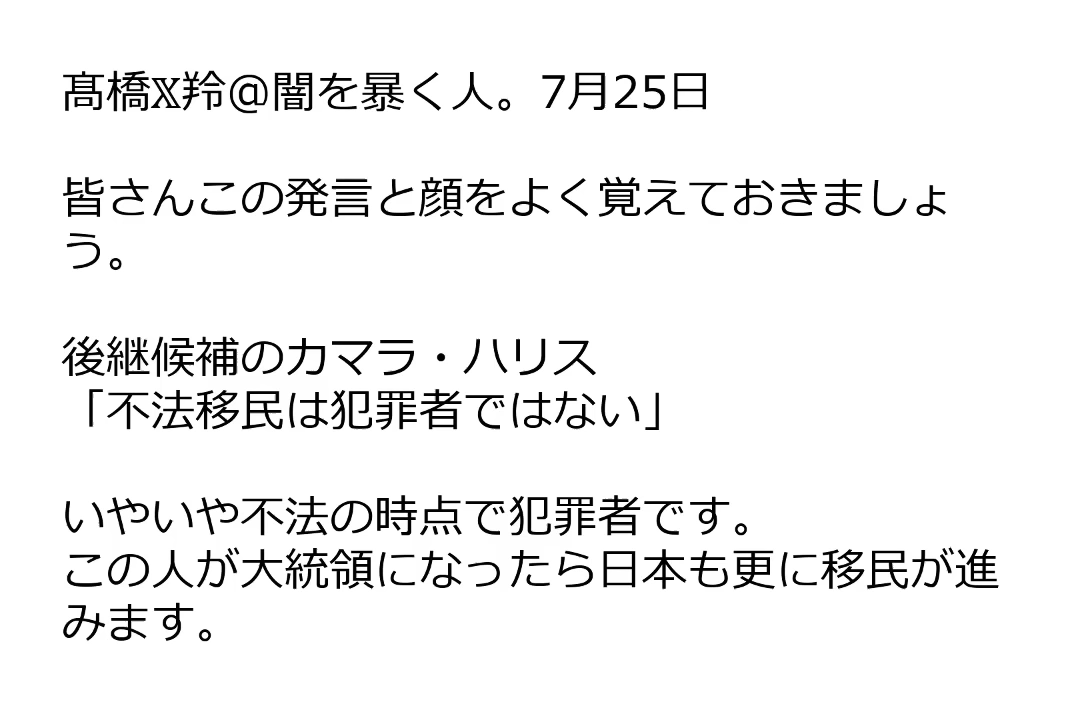 髙橋𝕏羚@闇を暴く人。7月25日
皆さんこの発言と顔をよく覚えておきましょ
う。
後継候補のカマラ・ハリス
「不法移民は犯罪者ではない」
いやいや不法の時点で犯罪者です。
この人が大統領になったら日本も更に移民が進
みます。